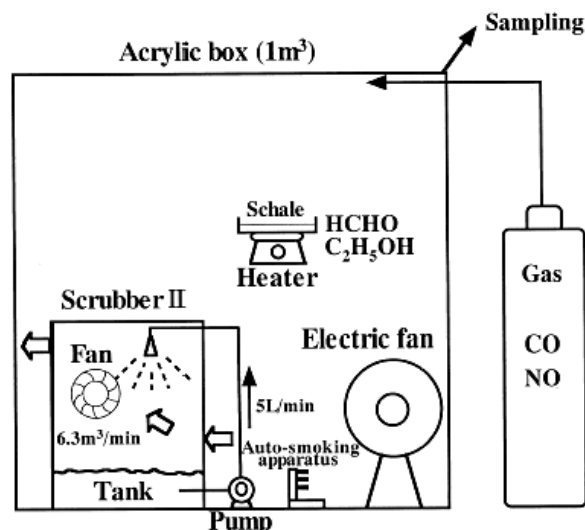 Sampling
Acrylic box (1m³)
Schale
HCHO
C₂H₅OH
Heater
Gas
CO
NO
Scrubber II
Fan
6.3m³/min
Tank
5L/min
Pump
Auto-smoking
apparatus
Electric fan